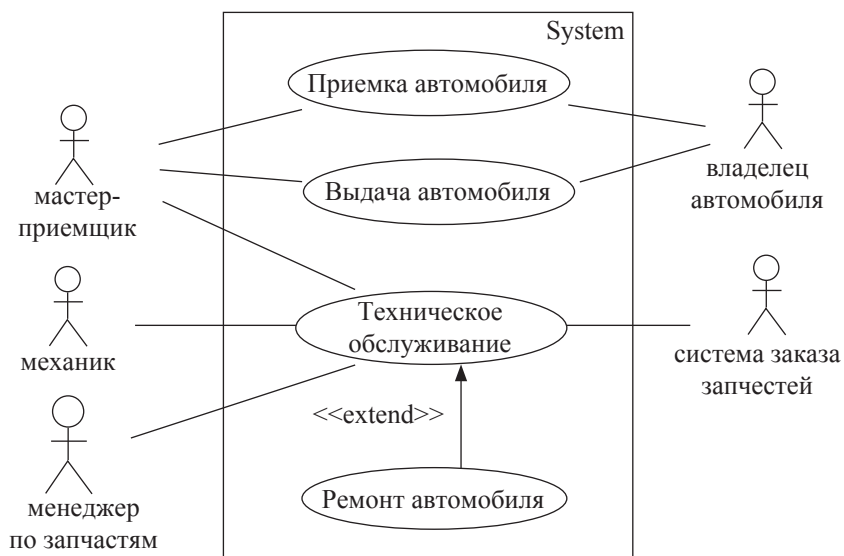 System
Приемка автомобиля
мастер-
приемщик
Выдача автомобиля
владелец
автомобиля
механик
Техническое
обслуживание
система заказа
запчестей
<<extend>>
менеджер
по запчастям
Ремонт автомобиля